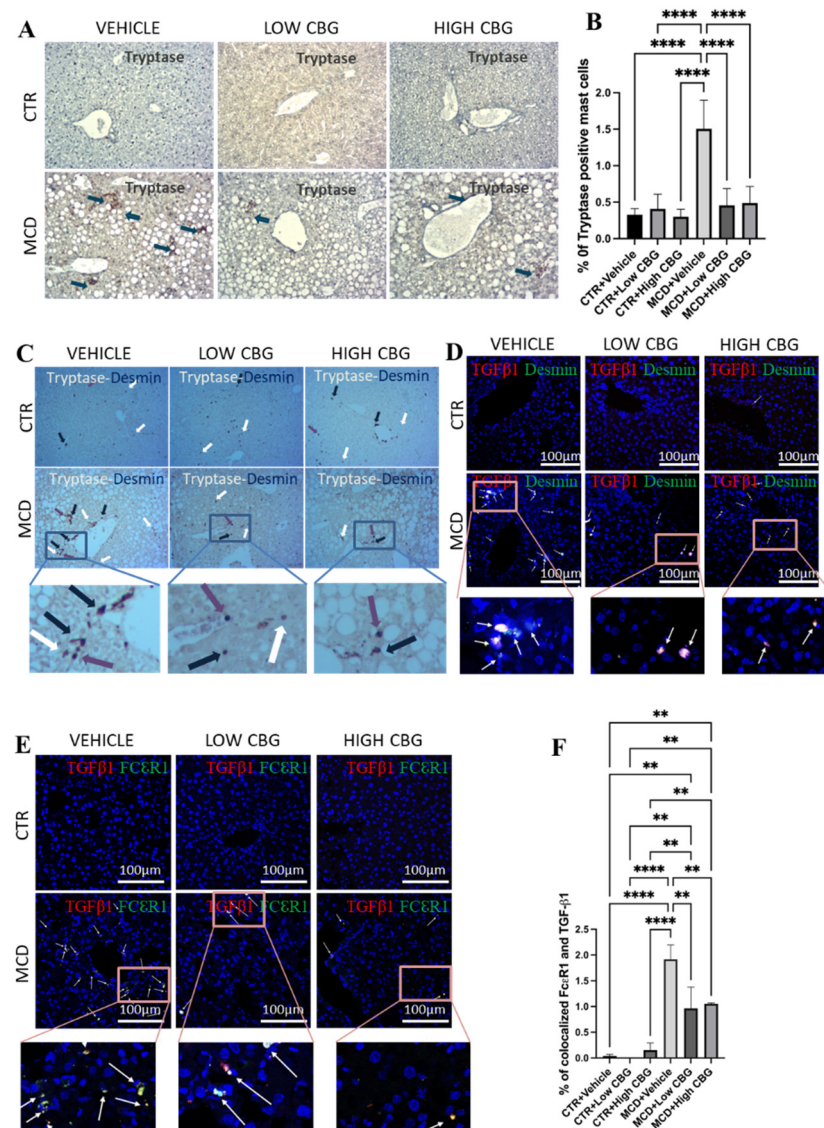 A
VEHICLE
LOW CBG
HIGH CBG
CTR
Tryptase
Tryptase
Tryptase
MCD
Tryptase
Tryptase
Tryptase
B
****
**** ****
****
% 0f Tryptase positive mast cells
2.0
1.5
1.0
0.5
0.0
CTR+Vehicle
CTR+Low CBG
CTR+High CBG
MCD+Vehicle
MCD+Low CBG
MCD+High CBG
C
VEHICLE
LOW CBG
HIGH CBG
CTR
Tryptase-Desmin
Tryptase-Desmin
Tryptase-Desmin
MCD
Tryptase-Desmin
Tryptase-Desmin
Tryptase-Desmin
D
VEHICLE
LOW CBG
HIGH CBG
CTR
TGFβ1 Desmin
TGFβ1 Desmin
TGFβ1 Desmin
100μm
100μm
100μm
MCD
TGFβ1 Desmin
TGFβ1 Desmin
TGFβ1 Desmin
100μm
100μm
100μm
E
VEHICLE
LOW CBG
HIGH CBG
CTR
TGFβ1 FCƐR1
TGFβ1 FCƐR1
TGFβ1 FCƐR1
100μm
100μm
100μm
MCD
TGFβ1 FCƐR1
TGFβ1 FCƐR1
TGFβ1 FCƐR1
100μm
100μm
100μm
F
**
**
**
**
**
**
**** **
**** **
****
% of colocalized FcεR1 and TGF-β1
2.5
2.0
1.5
1.0
0.5
0.0
CTR+Vehicle
CTR+Low CBG
CTR+High CBG
MCD+Vehicle
MCD+Low CBG
MCD+High CBG